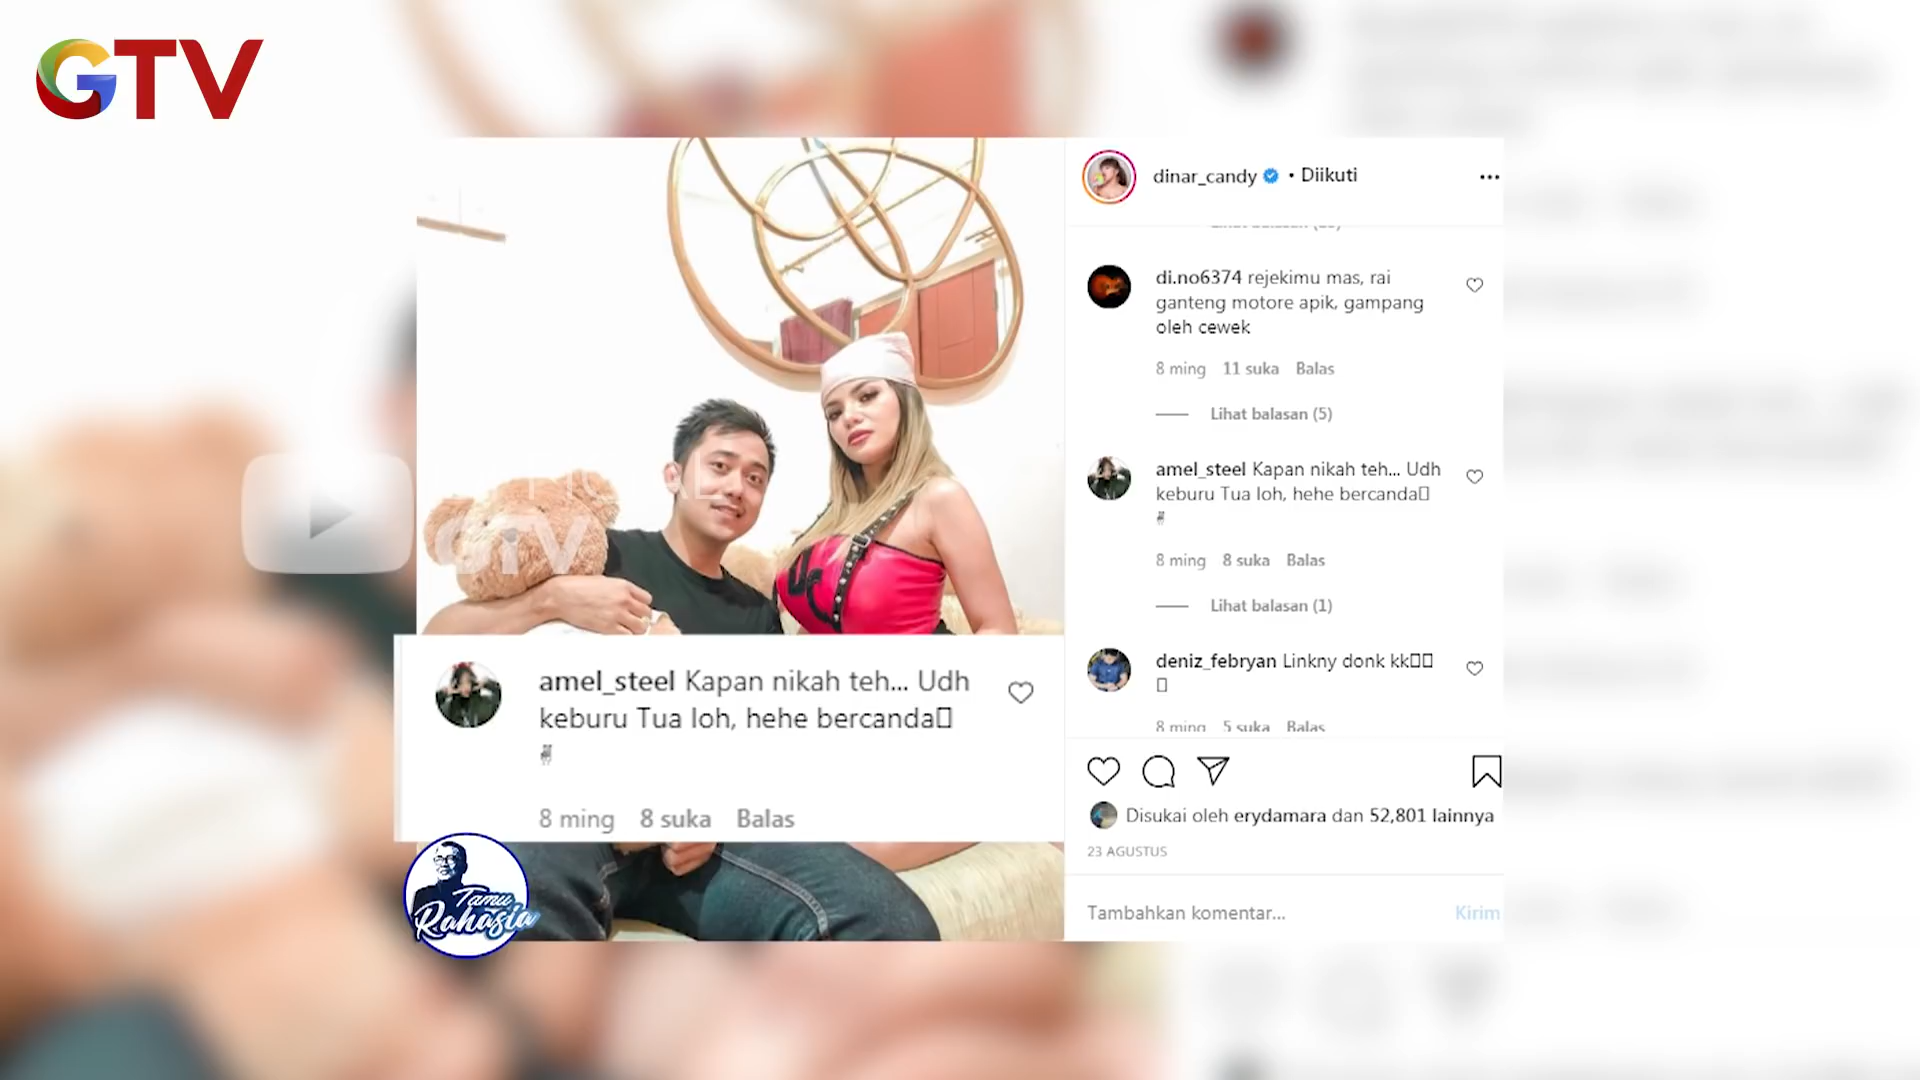 GTV
dinar_candy • Diikuti
di.no6374 rejekimu mas, rai
ganteng motore apik, gampang
oleh cewek
8 ming 11 suka Balas
Lihat balasan (5)
amel_steel Kapan nikah teh... Udh
keburu Tua loh, hehe bercanda
8 ming 8 suka Balas
Lihat balasan (1)
deniz_febryan Linkny donk kk
8 ming 5 suka Balas
Disukai oleh erydamara dan 52,801 lainnya
23 AGUSTUS
Tambahkan komentar... Kirim
OFFICIAL
GTV
amel_steel Kapan nikah teh... Udh
keburu Tua loh, hehe bercanda
8 ming 8 suka Balas
Tamu
Rahasia